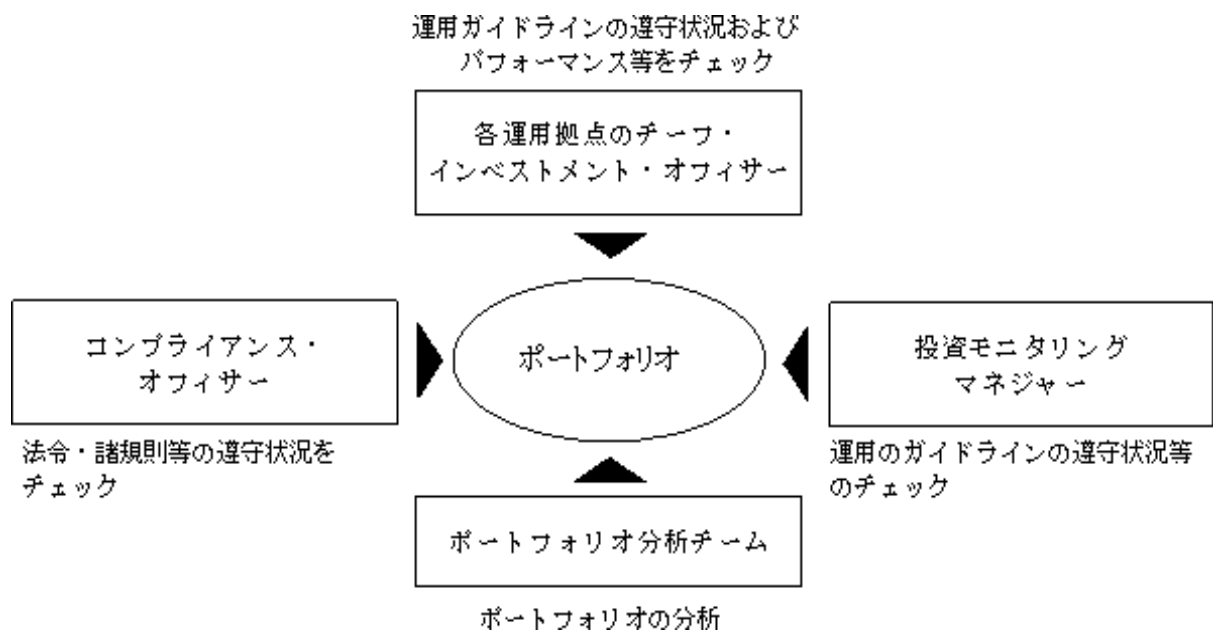 運用ガイドラインの遵守状況および
パフォーマンス等をチェック
各運用拠点のチーフ・
インベストメント・オフィサー
コンプライアンス・
オフィサー
ポートフォリオ
投資モニタリング
マネジャー
法令・諸規則等の遵守状況を
チェック
運用のガイドラインの遵守状況等
のチェック
ポートフォリオ分析チーム
ポートフォリオの分析